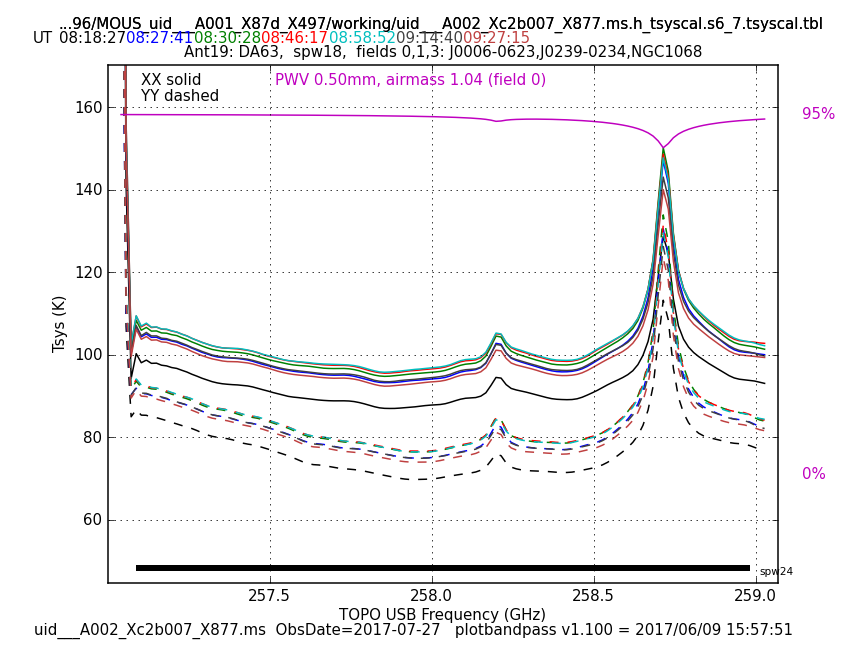 ...96/MOUS_uid___A001_X87d_X497/working/uid___A002_Xc2b007_X877.ms.h_tsyscal.s6_7.tsyscal.tbl
UT 08:18:27 08:27:41 08:30:28 08:46:17 08:58:52 09:14:40 09:27:15
Ant19: DA63, spw18, fields 0,1,3: J0006-0623,J0239-0234,NGC1068
XX solid
PWV 0.50mm, airmass 1.04 (field 0)
YY dashed
95%
0%
160
140
120
100
80
60
Tsys (K)
spw24
257.5 258.0 258.5 259.0
TOPO USB Frequency (GHz)
uid___A002_Xc2b007_X877.ms ObsDate=2017-07-27 plotbandpass v1.100 = 2017/06/09 15:57:51